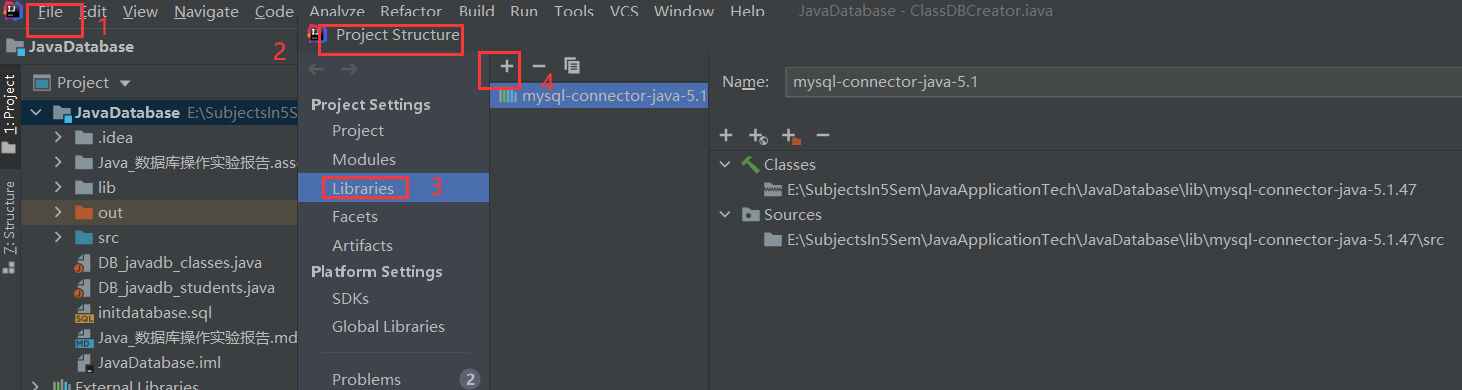 File Edit View Navigate Code Analyze Refactor Build Run Tools VCS Window Help JavaDatabase - ClassDBCreator.java
1
JavaDatabase
2
Project
1: Project
Z: Structure
JavaDatabase E:\SubjectsIn5S
.idea
Java_数据库操作实验报告.asse
lib
out
src
DB_javadb_classes.java
DB_javadb_students.java
initdatabase.sql
Java_数据库操作实验报告.md
JavaDatabase.iml
External Libraries
Project Structure
Project Settings
Project
Modules
Libraries
3
Facets
Artifacts
Platform Settings
SDKs
Global Libraries
Problems 2
4
mysql-connector-java-5.1
Name: mysql-connector-java-5.1
Classes
E:\SubjectsIn5Sem\JavaApplicationTech\JavaDatabase\lib\mysql-connector-java-5.1.47
Sources
E:\SubjectsIn5Sem\JavaApplicationTech\JavaDatabase\lib\mysql-connector-java-5.1.47\src